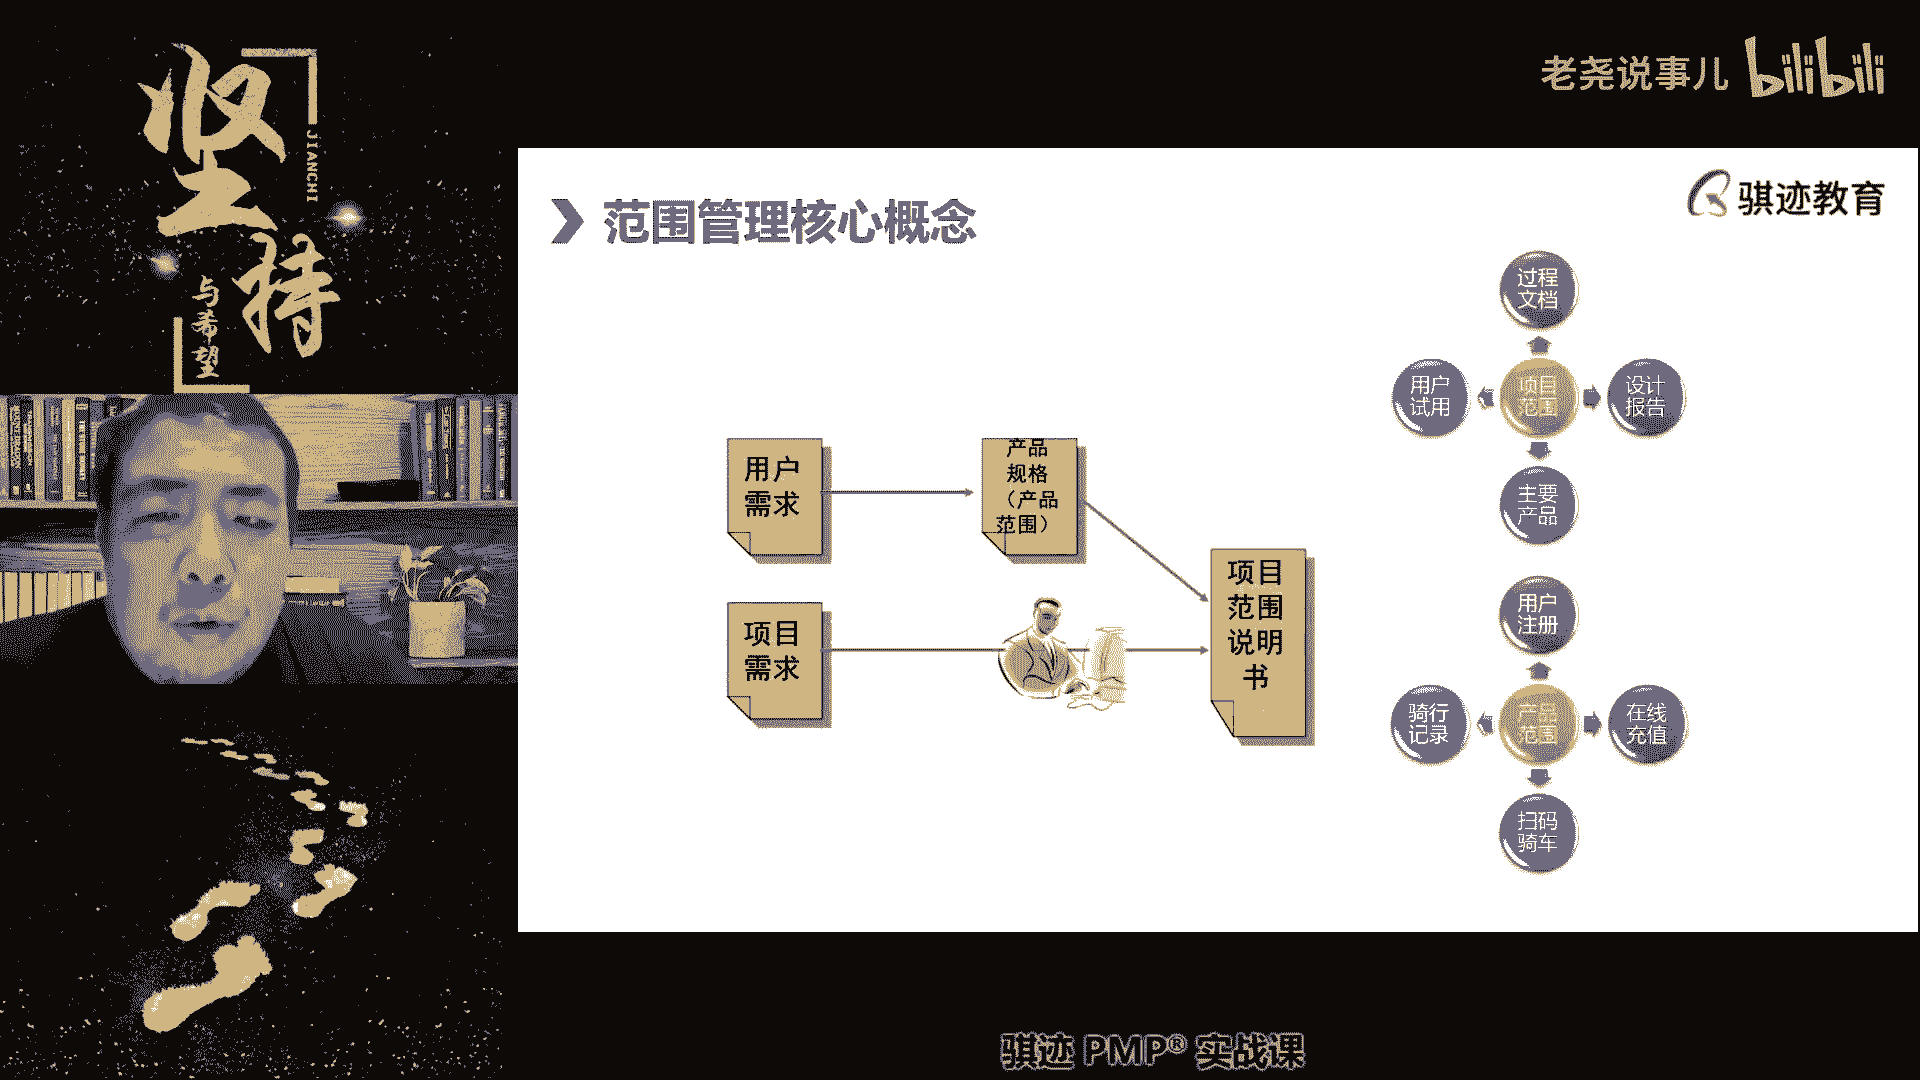 坚持
JIANCHI
与希望
老尧说事儿 bilibili
骐迹教育
范围管理核心概念
用户
需求
产品
规格
（产品
范围）
项目
需求
项目
范围
说明
书
过程
文档
用户
试用
项目
范围
设计
报告
主要
产品
用户
注册
骑行
记录
产品
范围
在线
充值
扫码
骑车
骐迹 PMP® 实战课